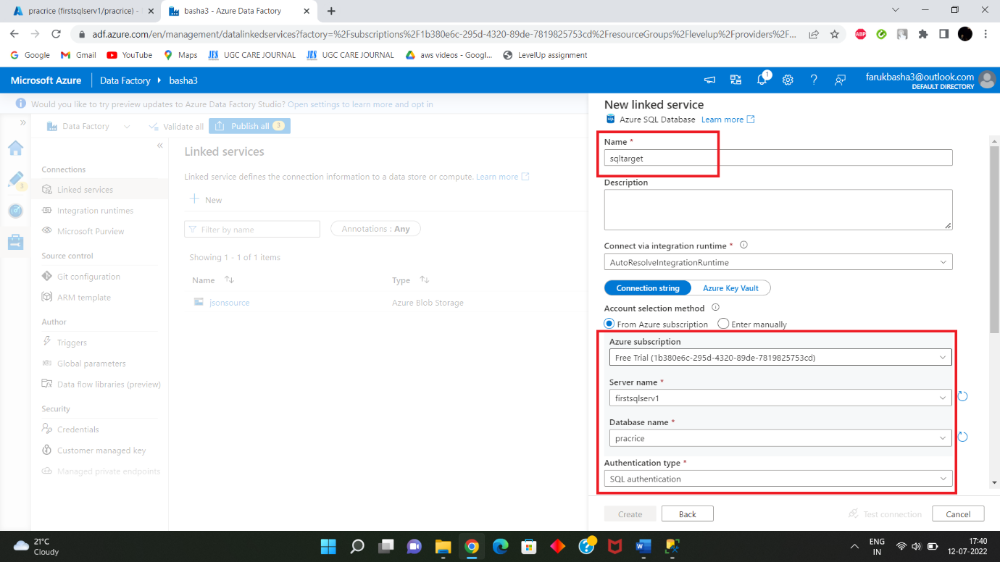 pracrice (firstsqlserv1/pracrice) -
basha3 - Azure Data Factory
adf.azure.com/en/management/datalinkedservices?factory=%2Fsubscriptions%2F1b380e6c-295d-4320-89de-7819825753cd%2FresourceGroups%2Flevelup%2Fproviders%2F...
ABP
Google
Gmail
YouTube
Maps
UGC CARE JOURNAL
UGC CARE JOURNAL
aws videos - Googl...
LevelUp assignment
Microsoft Azure
Data Factory
basha3
1
farukbasha3@outlook.com
DEFAULT DIRECTORY
Would you like to try preview updates to Azure Data Factory Studio? Open settings to learn more and opt in
Data Factory
Validate all
Publish all 3
3
Connections
Linked services
Integration runtimes
Microsoft Purview
Source control
Git configuration
ARM template
Author
Triggers
Global parameters
Data flow libraries (preview)
Security
Credentials
Customer managed key
Managed private endpoints
Linked services
Linked service defines the connection information to a data store or compute. Learn more
New
Filter by name
Annotations : Any
Showing 1 - 1 of 1 items
Name
Type
jsonsource
Azure Blob Storage
New linked service
Azure SQL Database Learn more
Name *
sqltarget
Description
Connect via integration runtime *
AutoResolveIntegrationRuntime
Connection string
Azure Key Vault
Account selection method
From Azure subscription
Enter manually
Azure subscription
Free Trial (1b380e6c-295d-4320-89de-7819825753cd)
Server name *
firstsqlserv1
Database name *
pracrice
Authentication type *
SQL authentication
Create
Back
Test connection
Cancel
21°C
Cloudy
ENG
IN
17:40
12-07-2022